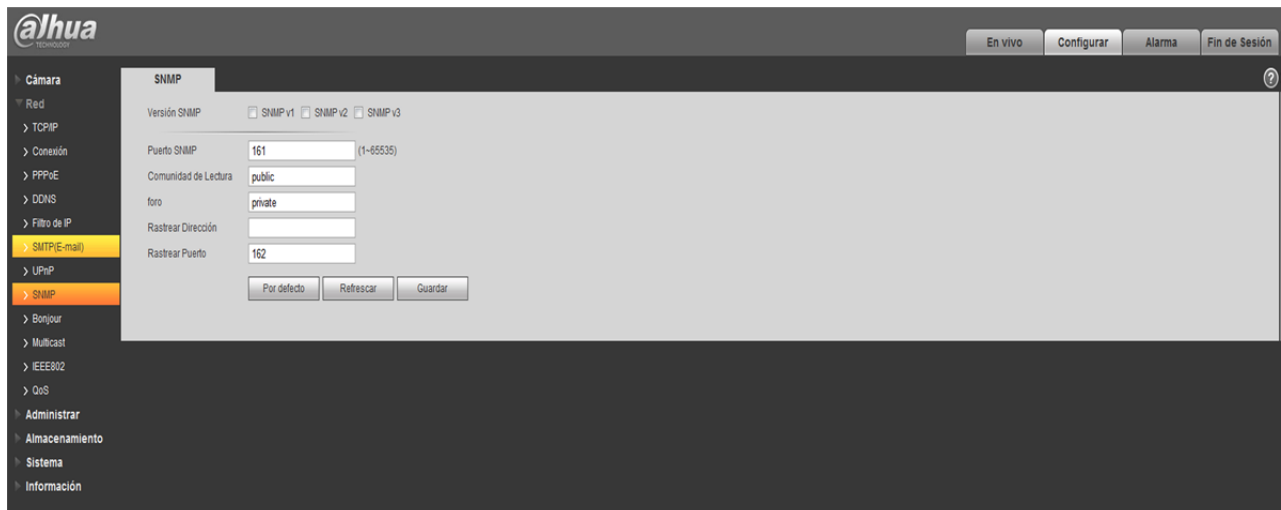 alhua
TECHNOLOGY
En vivo
Configurar
Alarma
Fin de Sesión
Cámara
Red
TCP/IP
Conexión
PPPoE
DDNS
Filtro de IP
SMTP(E-mail)
UPnP
SNMP
Bonjour
Multicast
IEEE802
QoS
Administrar
Almacenamiento
Sistema
Información
SNMP
?
Versión SNMP SNMP v1 SNMP v2 SNMP v3
Puerto SNMP 161 (1~65535)
Comunidad de Lectura public
foro private
Rastrear Dirección
Rastrear Puerto 162
Por defecto Refrescar Guardar